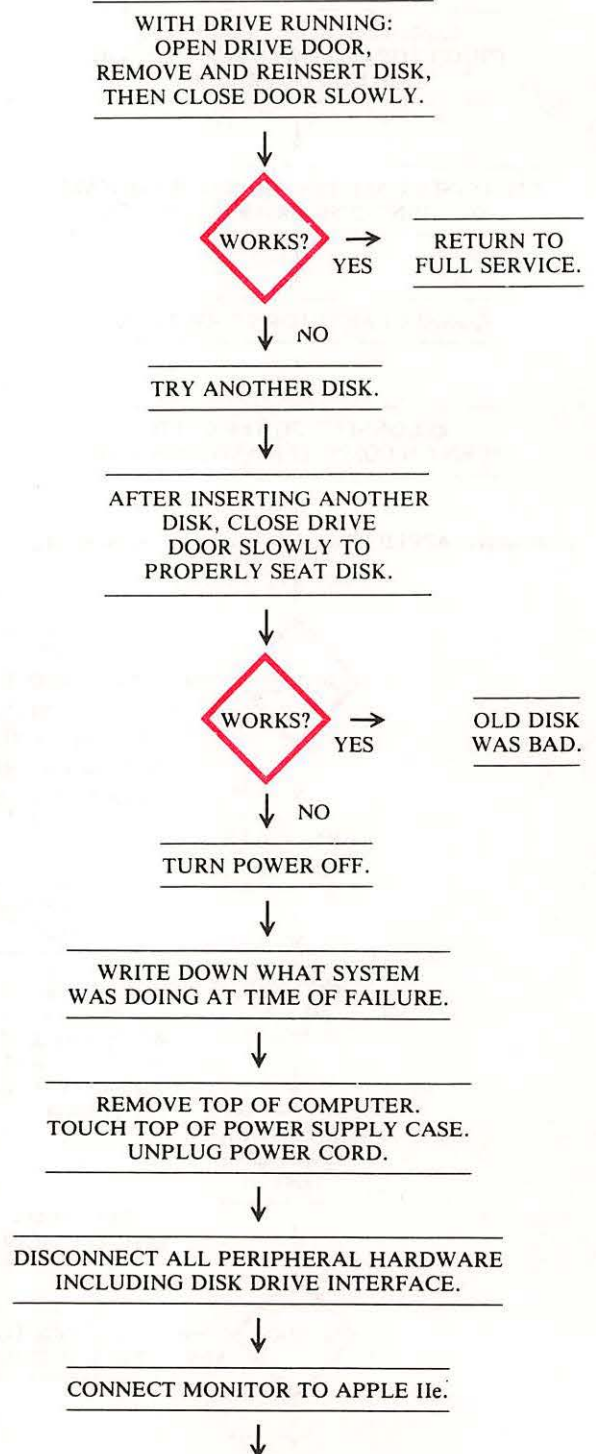 WITH DRIVE RUNNING:
OPEN DRIVE DOOR,
REMOVE AND REINSERT DISK,
THEN CLOSE DOOR SLOWLY.
WORKS?
YES
RETURN TO
FULL SERVICE.
NO
TRY ANOTHER DISK.
AFTER INSERTING ANOTHER
DISK, CLOSE DRIVE
DOOR SLOWLY TO
PROPERLY SEAT DISK.
WORKS?
YES
OLD DISK
WAS BAD.
NO
TURN POWER OFF.
WRITE DOWN WHAT SYSTEM
WAS DOING AT TIME OF FAILURE.
REMOVE TOP OF COMPUTER.
TOUCH TOP OF POWER SUPPLY CASE.
UNPLUG POWER CORD.
DISCONNECT ALL PERIPHERAL HARDWARE
INCLUDING DISK DRIVE INTERFACE.
CONNECT MONITOR TO APPLE IIe.